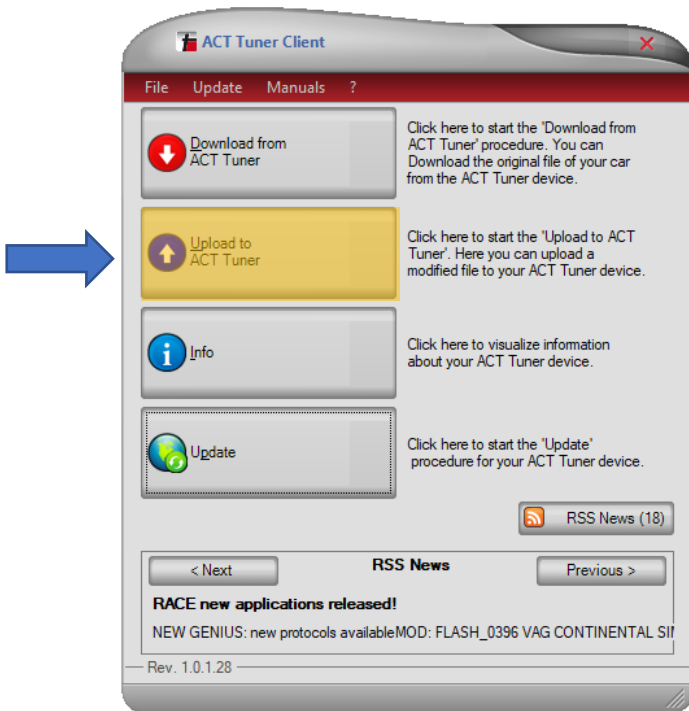 ACT Tuner Client
File Update Manuals ?
Download from
ACT Tuner
Click here to start the 'Download from
ACT Tuner' procedure. You can
Download the original file of your car
from the ACT Tuner device.
Upload to
ACT Tuner
Click here to start the 'Upload to ACT
Tuner'. Here you can upload a
modified file to your ACT Tuner device.
Info
Click here to visualize information
about your ACT Tuner device.
Update
Click here to start the 'Update'
procedure for your ACT Tuner device.
RSS News (18)
< Next
RSS News
Previous >
RACE new applications released!
NEW GENIUS: new protocols availableMOD: FLASH_0396 VAG CONTINENTAL
Rev. 1.0.1.28